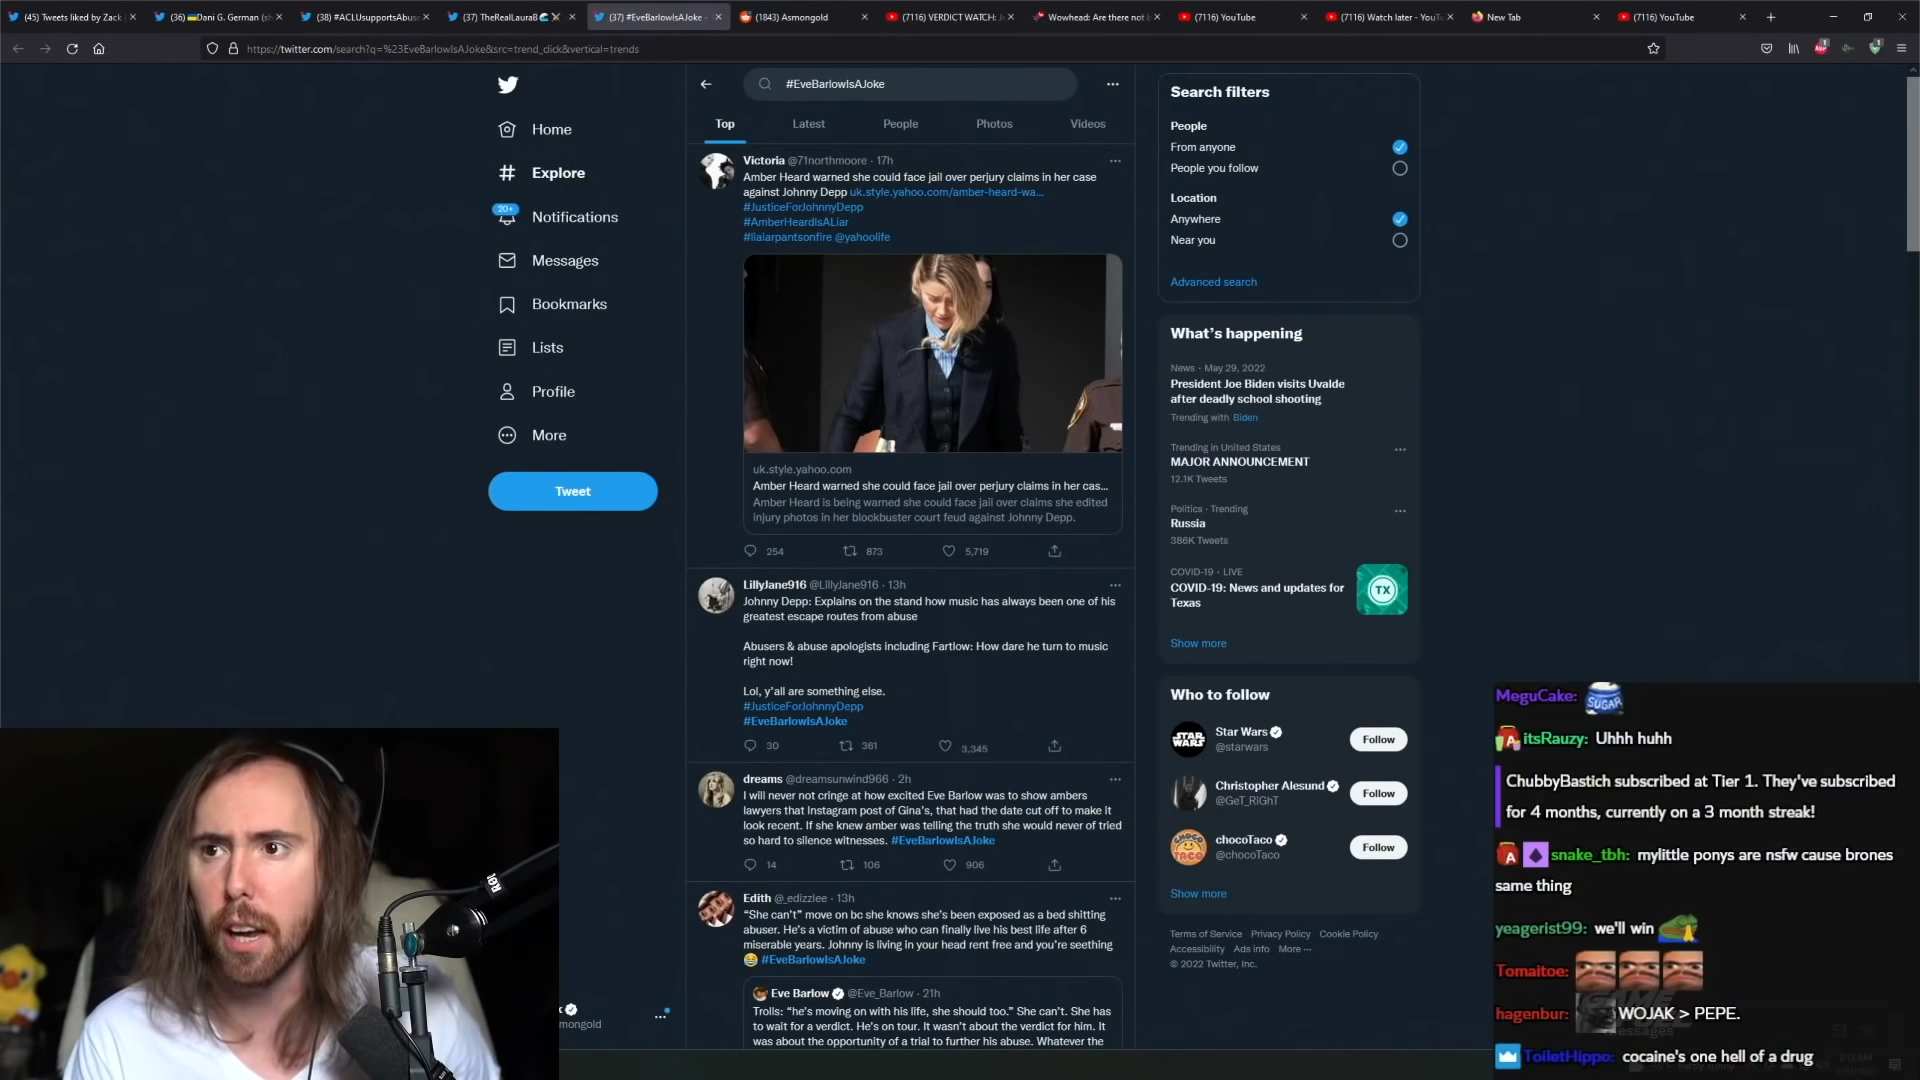 (45) Tweets liked by Zack
(36) Dani G. German (sh
(38) #ACLUsupportsAbus
(37) TheRealLauraB
(37) #EveBarlowIsAJoke -
(1843) Asmongold
(7116) VERDICT WATCH: J
Wowhead: Are there not b
(7116) YouTube
(7116) Watch later - YouT
New Tab
(7116) YouTube
https://twitter.com/search?q=%23EveBarlowIsAJoke&src=trend_click&vertical=trends
Home
Explore
20+
Notifications
Messages
Bookmarks
Lists
Profile
More
Tweet
#EveBarlowIsAJoke
Top
Latest
People
Photos
Videos
Victoria @71northmoore · 17h
Amber Heard warned she could face jail over perjury claims in her case
against Johnny Depp uk.style.yahoo.com/amber-heard-wa...
#JusticeForJohnnyDepp
#AmberHeardIsALiar
#liaiarpantsonfire @yahoolife
uk.style.yahoo.com
Amber Heard warned she could face jail over perjury claims in her cas...
Amber Heard is being warned she could face jail over claims she edited
injury photos in her blockbuster court feud against Johnny Depp.
254
873
5,719
LillyJane916 @LillyJane916 · 13h
Johnny Depp: Explains on the stand how music has always been one of his
greatest escape routes from abuse
Abusers & abuse apologists including Fartlow: How dare he turn to music
right now!
Lol, y'all are something else.
#JusticeForJohnnyDepp
#EveBarlowIsAJoke
30
361
3,345
dreams @dreamsunwind966 · 2h
I will never not cringe at how excited Eve Barlow was to show ambers
lawyers that Instagram post of Gina's, that had the date cut off to make it
look recent. If she knew amber was telling the truth she would never of tried
so hard to silence witnesses. #EveBarlowIsAJoke
14
106
906
Edith @_edizzlee · 13h
“She can't” move on bc she knows she's been exposed as a bed shitting
abuser. He's a victim of abuse who can finally live his best life after 6
miserable years. Johnny is living in your head rent free and you're seething
😂 #EveBarlowIsAJoke
Eve Barlow @Eve_Barlow · 21h
Trolls: “he's moving on with his life, she should too.” She can't. She has
to wait for a verdict. He's on tour. It wasn't about the verdict for him. It
was about the opportunity of a trial to further his abuse. Whatever the
Search filters
People
From anyone
People you follow
Location
Anywhere
Near you
Advanced search
What's happening
News · May 29, 2022
President Joe Biden visits Uvalde
after deadly school shooting
Trending with Biden
Trending in United States
MAJOR ANNOUNCEMENT
12.1K Tweets
Politics · Trending
Russia
386K Tweets
COVID-19 · LIVE
COVID-19: News and updates for
Texas
TX
Show more
Who to follow
STAR WARS
Star Wars
@starwars
Follow
Christopher Alesund
@GeT_RiGhT
Follow
CHOCO TACO
chocoTaco
@chocoTaco
Follow
Show more
Terms of Service Privacy Policy Cookie Policy
Accessibility Ads info More ···
© 2022 Twitter, Inc.
mongold
MeguCake: SUGAR
itsRauzy: Uhhh huhh
ChubbyBastich subscribed at Tier 1. They've subscribed
for 4 months, currently on a 3 month streak!
snake_tbh: mylittle ponys are nsfw cause brones
same thing
yeagerist99: we'll win
Tomaitoe:
hagenbur: WOJAK > PEPE.
Messages
ToiletHippo: cocaine's one hell of a drug